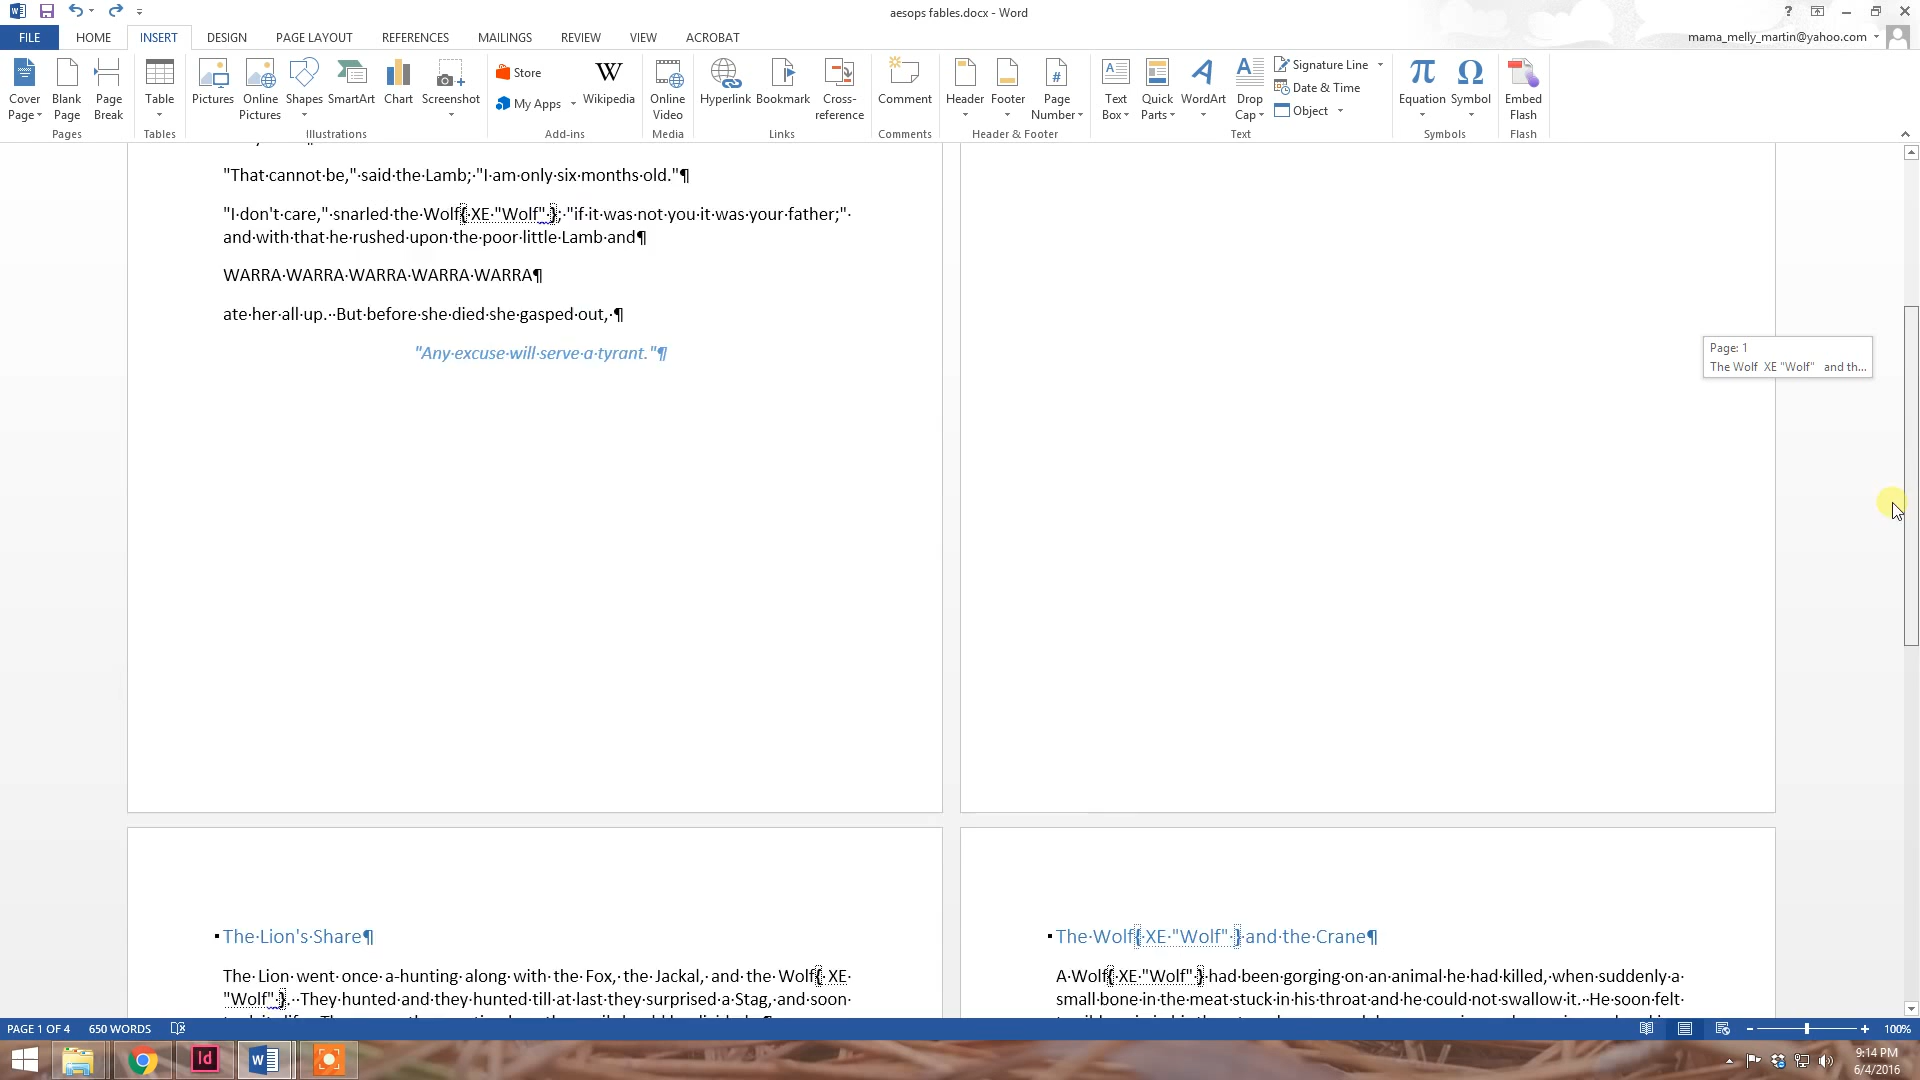 aesops fables.docx - Word
FILE HOME INSERT DESIGN PAGE LAYOUT REFERENCES MAILINGS REVIEW VIEW ACROBAT
mama_melly_martin@yahoo.com
Cover Page
Blank Page
Page Break
Pages
Table
Tables
Pictures
Online Pictures
Shapes
SmartArt
Chart
Screenshot
Illustrations
Store
My Apps
Wikipedia
Add-ins
Online Video
Media
Hyperlink
Bookmark
Cross-reference
Links
Comment
Comments
Header
Footer
Page Number
Header & Footer
Text Box
Quick Parts
WordArt
Drop Cap
Signature Line
Date & Time
Object
Text
Equation
Symbol
Symbols
Embed Flash
Flash
"That·cannot·be,"·said·the·Lamb;·"I·am·only·six·months·old."¶
"I·don't·care,"·snarled·the·Wolf{·XE·"Wolf"·};·"if·it·was·not·you·it·was·your·father;"·
and·with·that·he·rushed·upon·the·poor·little·Lamb·and¶
WARRA·WARRA·WARRA·WARRA·WARRA¶
ate·her·all·up.··But·before·she·died·she·gasped·out,·¶
"Any·excuse·will·serve·a·tyrant."¶
Page: 1
The Wolf XE "Wolf" and th...
The·Lion's·Share¶
The·Lion·went·once·a-hunting·along·with·the·Fox,·the·Jackal,·and·the·Wolf{·XE·
"Wolf"·}.··They·hunted·and·they·hunted·till·at·last·they·surprised·a·Stag,·and·soon·
The·Wolf{·XE·"Wolf"·}·and·the·Crane¶
A·Wolf{·XE·"Wolf"·}·had·been·gorging·on·an·animal·he·had·killed,·when·suddenly·a·
small·bone·in·the·meat·stuck·in·his·throat·and·he·could·not·swallow·it.··He·soon·felt·
PAGE 1 OF 4 650 WORDS
100%
Id
9:14 PM
6/4/2016